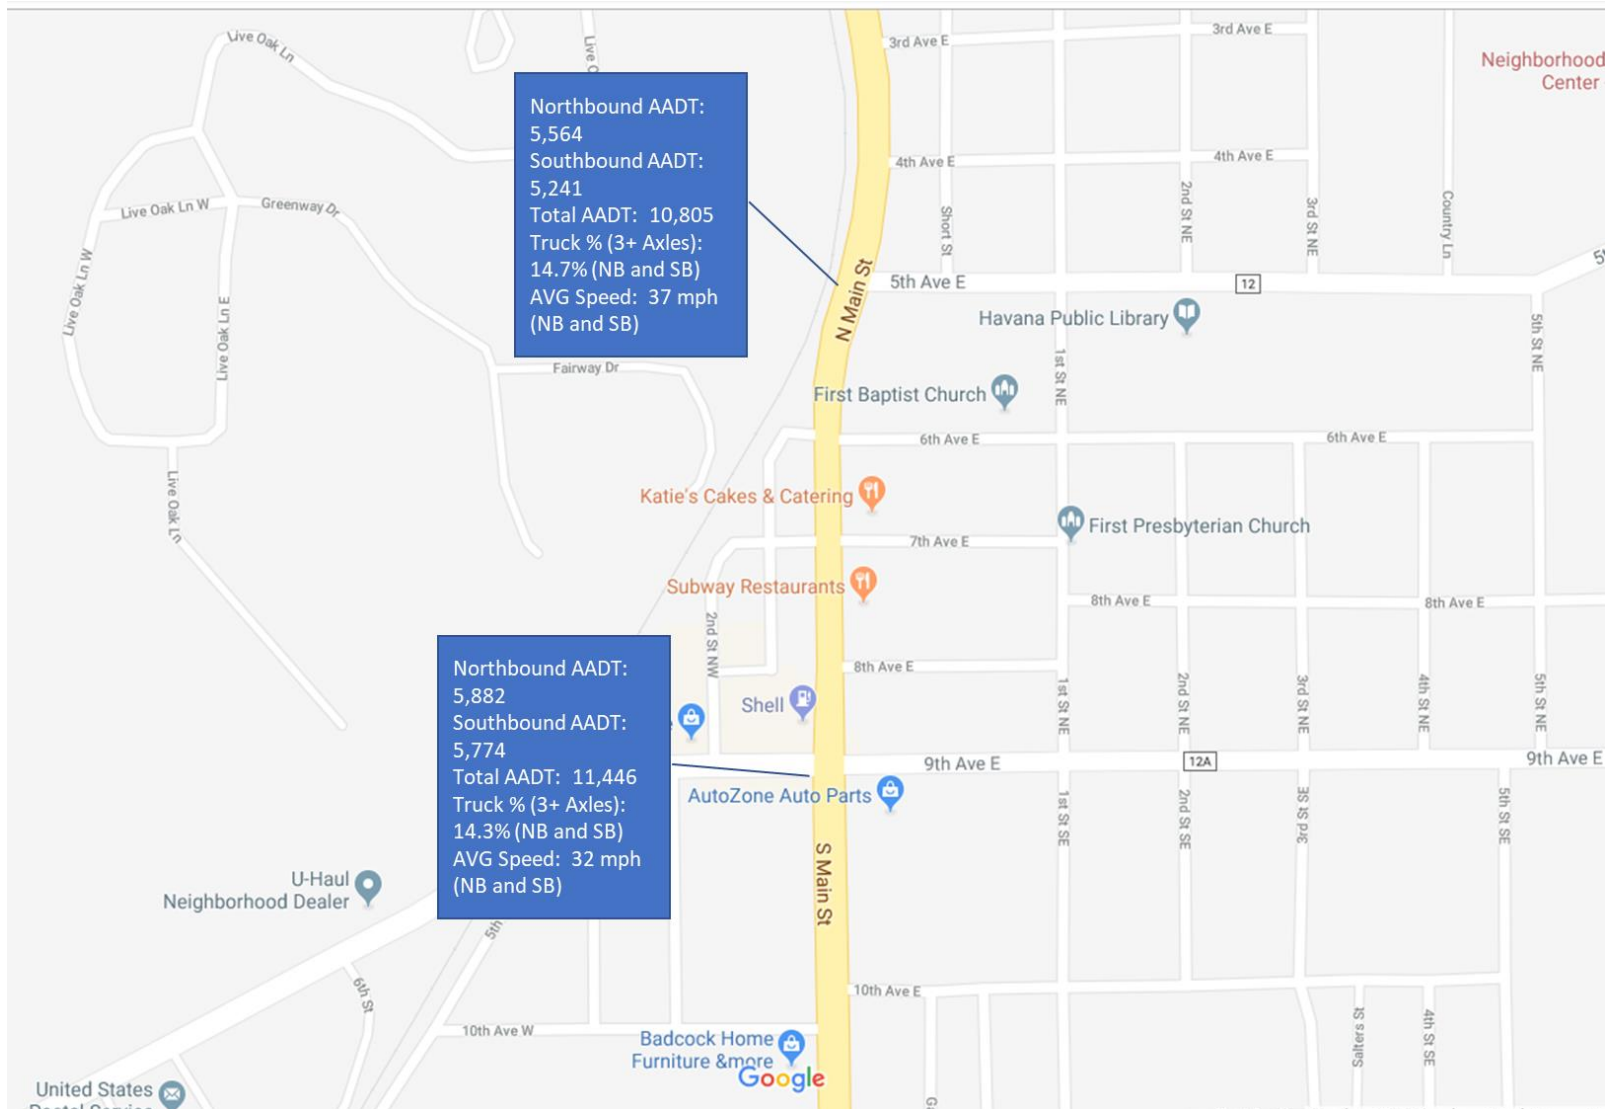 Live Oak Ln
Live O
3rd Ave E
3rd Ave E
Neighborhood
Center
Northbound AADT:
5,564
Southbound AADT:
5,241
Total AADT: 10,805
Truck % (3+ Axles):
14.7% (NB and SB)
AVG Speed: 37 mph
(NB and SB)
4th Ave E
4th Ave E
Live Oak Ln W
Greenway Dr
Short St
2nd St NE
3rd St NE
Country Ln
Live Oak Ln W
Live Oak Ln E
N Main St
5th Ave E
12
Havana Public Library
5th St NE
Fairway Dr
First Baptist Church
1st St NE
6th Ave E
6th Ave E
Live Oak Ln
Katie's Cakes & Catering
First Presbyterian Church
7th Ave E
Subway Restaurants
8th Ave E
8th Ave E
2nd St NW
8th Ave E
Northbound AADT:
5,882
Southbound AADT:
5,774
Total AADT: 11,446
Truck % (3+ Axles):
14.3% (NB and SB)
AVG Speed: 32 mph
(NB and SB)
Shell
1st St NE
2nd St NE
3rd St NE
4th St NE
5th St NE
9th Ave E
12A
9th Ave E
AutoZone Auto Parts
1st St SE
2nd St SE
3rd St SE
5th St SE
S Main St
U-Haul
Neighborhood Dealer
5th
6th St
10th Ave E
10th Ave W
Salters St
4th St SE
Badcock Home
Furniture &more
Google
United States